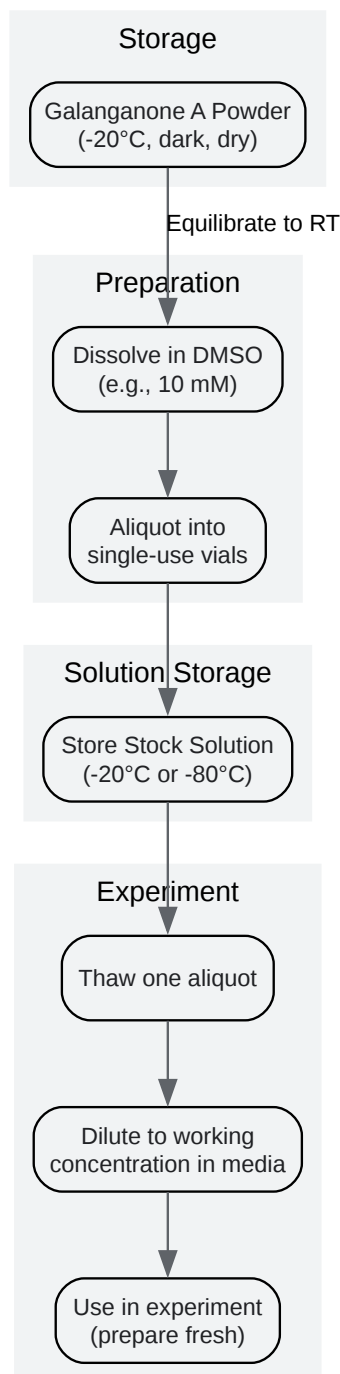 Storage
Galanganone A Powder
(-20°C, dark, dry)
Equilibrate to RT
Preparation
Dissolve in DMSO
(e.g., 10 mM)
Aliquot into
single-use vials
Solution Storage
Store Stock Solution
(-20°C or -80°C)
Experiment
Thaw one aliquot
Dilute to working
concentration in media
Use in experiment
(prepare fresh)